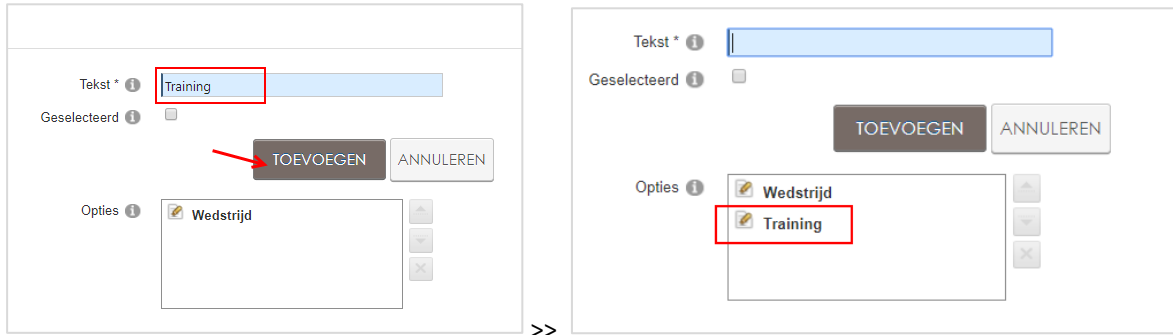 Tekst *
Training
Geselecteerd
TOEVOEGEN ANNULEREN
Opties
Wedstrijd
>>
Tekst *
Geselecteerd
TOEVOEGEN ANNULEREN
Opties
Wedstrijd
Training